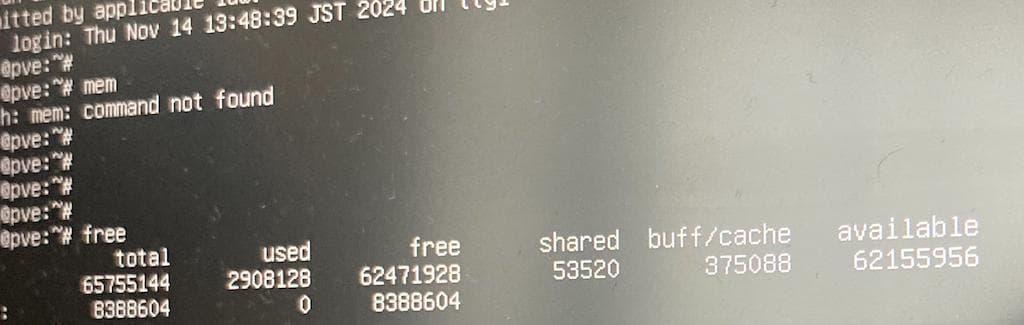 itted by applicable
login: Thu Nov 14 13:48:39 JST 2024 on tty1
@pve:~#
@pve:~# mem
h: mem: command not found
@pve:~#
@pve:~#
@pve:~#
@pve:~#
@pve:~# free
total used free shared buff/cache available
65755144 2908128 62471928 53520 375088 62155956
: 8388604 0 8388604